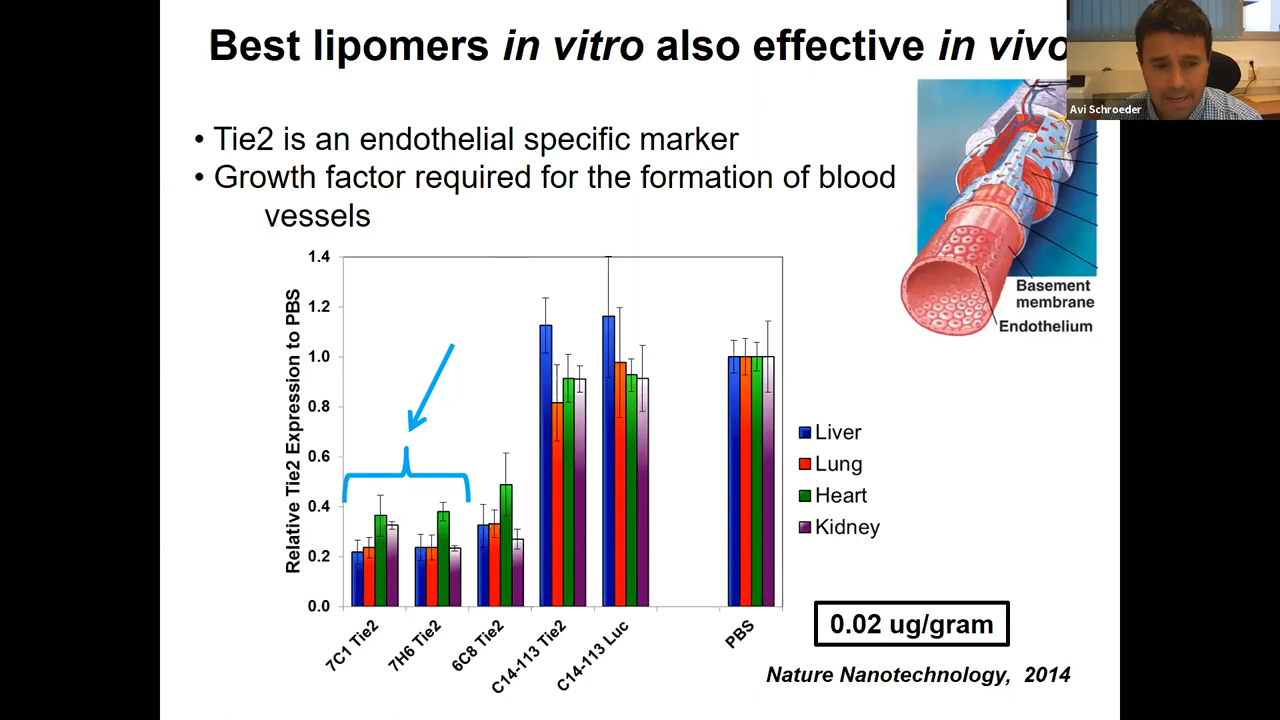 Best lipomers in vitro also effective in vivo
Avi Schroeder
• Tie2 is an endothelial specific marker
• Growth factor required for the formation of blood
vessels
Basement
membrane
Endothelium
Relative Tie2 Expression to PBS
1.4
1.2
1.0
0.8
0.6
0.4
0.2
0.0
7C1 Tie2
7H6 Tie2
6C8 Tie2
C14-113 Tie2
C14-113 Luc
PBS
Liver
Lung
Heart
Kidney
0.02 ug/gram
Nature Nanotechnology, 2014